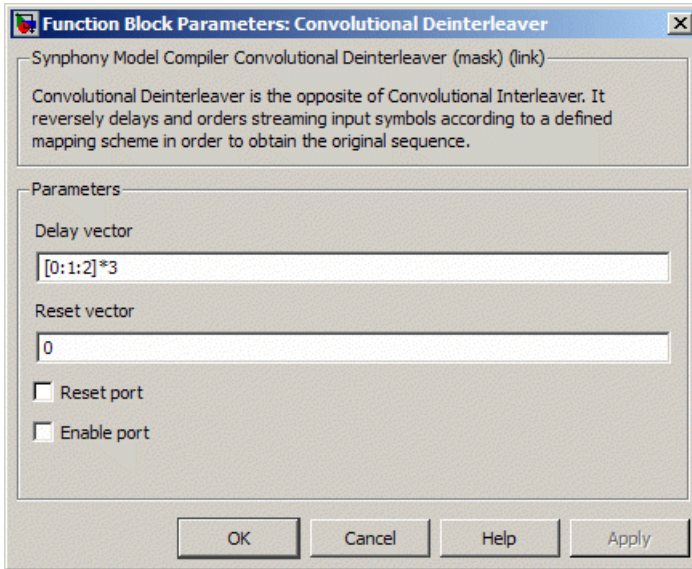 Function Block Parameters: Convolutional Deinterleaver
Synphony Model Compiler Convolutional Deinterleaver (mask) (link)
Convolutional Deinterleaver is the opposite of Convolutional Interleaver. It
reversely delays and orders streaming input symbols according to a defined
mapping scheme in order to obtain the original sequence.
Parameters
Delay vector
[0:1:2]*3
Reset vector
0
Reset port
Enable port
OK Cancel Help Apply